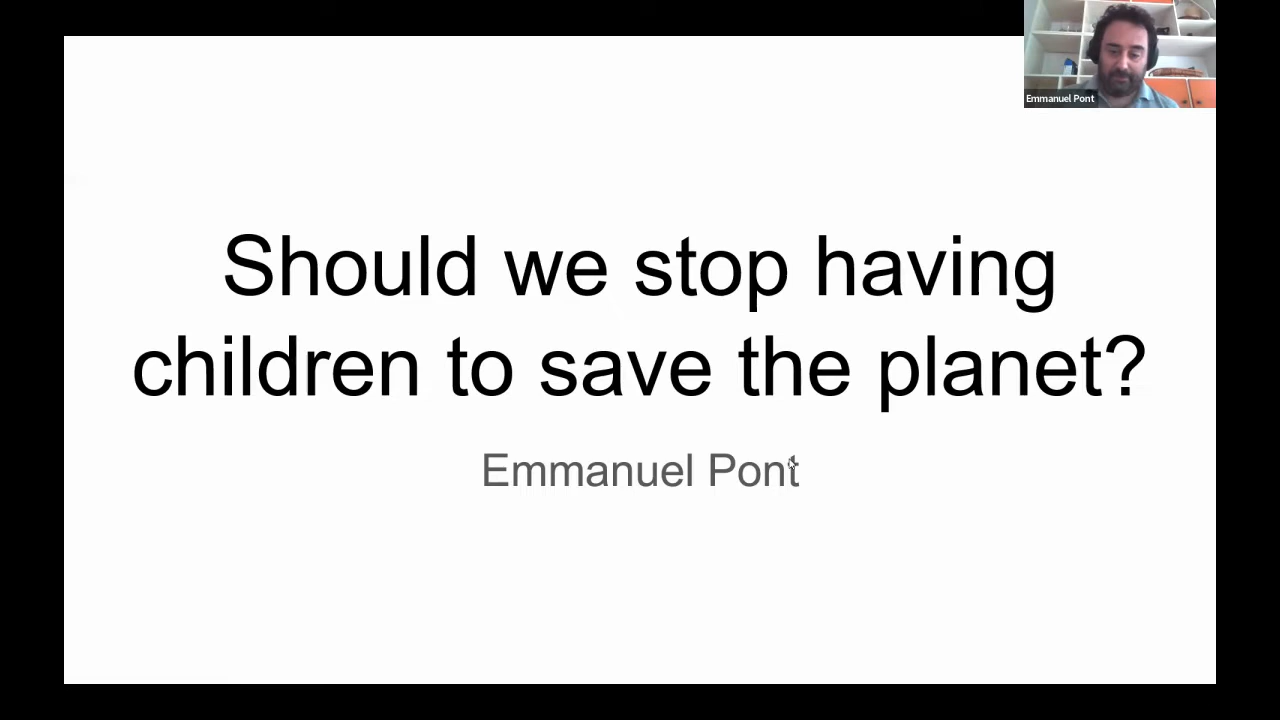 Emmanuel Pont
Should we stop having
children to save the planet?
Emmanuel Pont